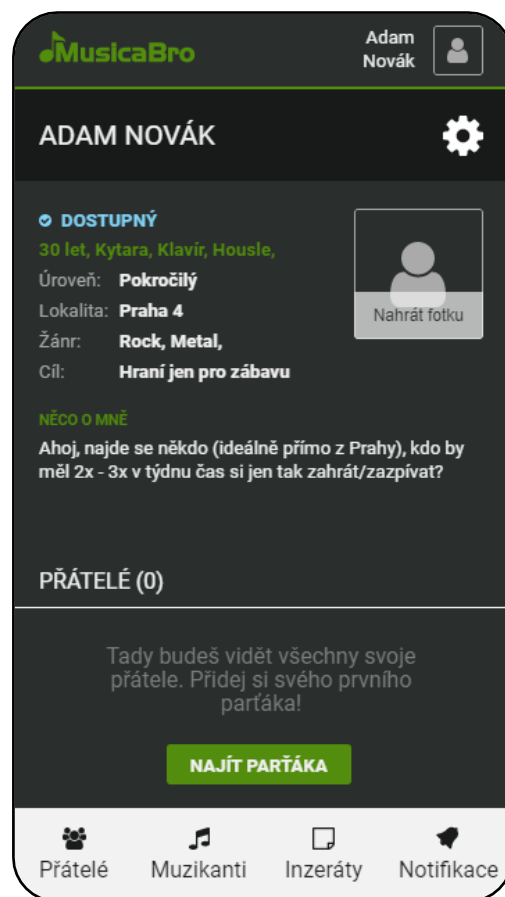 MusicaBro
Adam
Novák
ADAM NOVÁK
DOSTUPNÝ
30 let, Kytara, Klavír, Housle,
Úroveň: Pokročilý
Lokalita: Praha 4
Žánr: Rock, Metal,
Cíl: Hraní jen pro zábavu
Nahrát fotku
NĚCO O MNĚ
Ahoj, najde se někdo (ideálně přímo z Prahy), kdo by
měl 2x - 3x v týdnu čas si jen tak zahrát/zazpívat?
PŘÁTELÉ (0)
Tady budeš vidět všechny svoje
přátele. Přidej si svého prvního
parťáka!
NAJÍT PARŤÁKA
Přátelé Muzikanti Inzeráty Notifikace